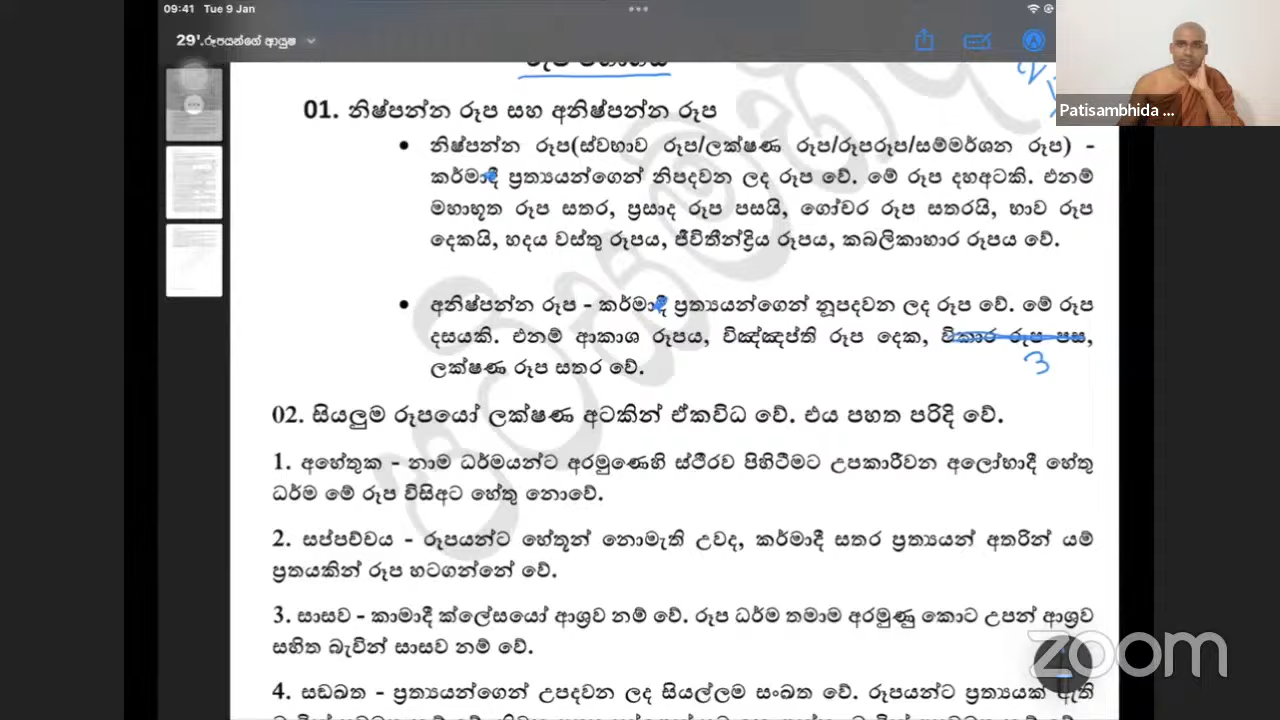 09:41 Tue 9 Jan
29'.රූපයන්ගේ ආයුෂ
Patisambhida ...
01. නිෂ්පන්න රූප සහ අනිෂ්පන්න රූප
• නිෂ්පන්න රූප(ස්වභාව රූප/ලක්ෂණ රූප/රූපරූප/සම්මර්ශන රූප) -
කර්මාදී ප්‍රත්‍යයන්ගෙන් නිපදවන ලද රූප වේ. මේ රූප දහඅටකි. එනම්
මහාභූත රූප සතර, ප්‍රසාද රූප පසයි, ගෝචර රූප සතරයි, භාව රූප
දෙකයි, හදය වස්තු රූපය, ජීවිතීන්ද්‍රිය රූපය, කබලිකාහාර රූපය වේ.
• අනිෂ්පන්න රූප - කර්මාදී ප්‍රත්‍යයන්ගෙන් නූපදවන ලද රූප වේ. මේ රූප
දසයකි. එනම් ආකාශ රූපය, විඤ්ඤප්ති රූප දෙක, විකාර රූප පස,
3
ලක්ෂණ රූප සතර වේ.
02. සියලුම රූපයෝ ලක්ෂණ අටකින් ඒකවිධ වේ. එය පහත පරිදි වේ.
1. අහේතුක - නාම ධර්මයන්ට අරමුණෙහි ස්ථීරව පිහිටීමට උපකාරීවන අලෝභාදී හේතු
ධර්ම මේ රූප විසිඅට හේතු නොවේ.
2. සප්පච්චය - රූපයන්ට හේතූන් නොමැති උවද, කර්මාදී සතර ප්‍රත්‍යයන් අතරින් යම්
ප්‍රතයකින් රූප හටගන්නේ වේ.
3. සාසව - කාමාදී ක්ලේසයෝ ආශ්‍රව නම් වේ. රූප ධර්ම තමාම අරමුණු කොට උපන් ආශ්‍රව
සහිත බැවින් සාසව නම් වේ.
4. සඞඛත - ප්‍රත්‍යයන්ගෙන් උපදවන ලද සියල්ලම සංඛත වේ. රූපයන්ට ප්‍රත්‍යයක් ඇති
zoom